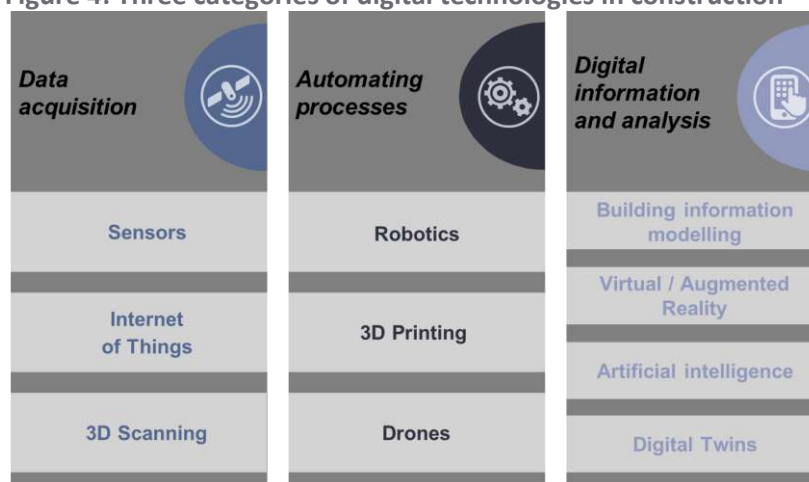 Figure 4: Three categories of digital technologies in construction
Data
acquisition
Sensors
Internet
of Things
3D Scanning
Automating
processes
Robotics
3D Printing
Drones
Digital
information
and analysis
Building information
modelling
Virtual / Augmented
Reality
Artificial intelligence
Digital Twins